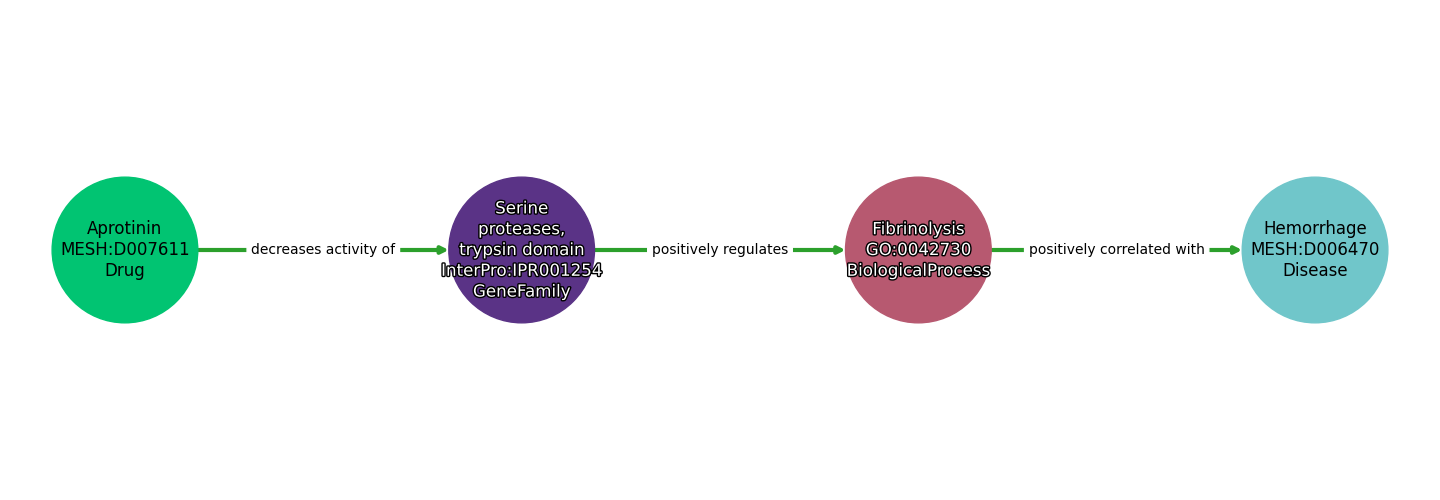 Aprotinin
MESH:D007611
Drug
decreases activity of
Serine
proteases,
trypsin domain
InterPro:IPR001254
GeneFamily
positively regulates
Fibrinolysis
GO:0042730
BiologicalProcess
positively correlated with
Hemorrhage
MESH:D006470
Disease